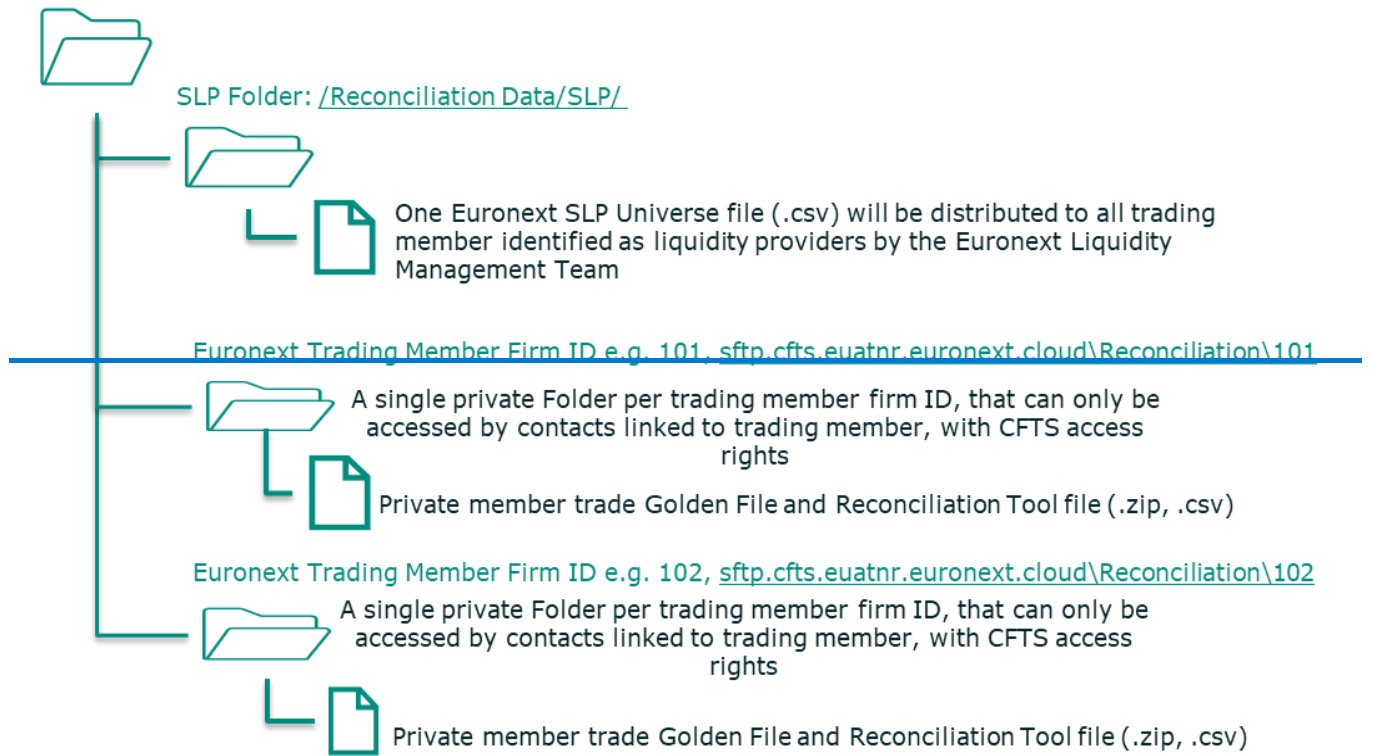 SLP Folder: /Reconciliation Data/SLP/
One Euronext SLP Universe file (.csv) will be distributed to all trading
member identified as liquidity providers by the Euronext Liquidity
Management Team
Euronext Trading Member Firm ID e.g. 101, sftp.cfts.euatnr.euronext.cloud\Reconciliation\101
A single private Folder per trading member firm ID, that can only be
accessed by contacts linked to trading member, with CFTS access
rights
Private member trade Golden File and Reconciliation Tool file (.zip, .csv)
Euronext Trading Member Firm ID e.g. 102, sftp.cfts.euatnr.euronext.cloud\Reconciliation\102
A single private Folder per trading member firm ID, that can only be
accessed by contacts linked to trading member, with CFTS access
rights
Private member trade Golden File and Reconciliation Tool file (.zip, .csv)